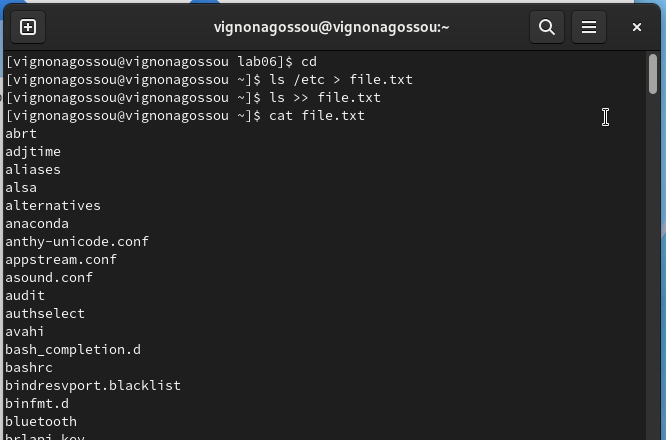 vignonagossou@vignonagossou:~
[vignonagossou@vignonagossou lab06]$ cd
[vignonagossou@vignonagossou ~]$ ls /etc > file.txt
[vignonagossou@vignonagossou ~]$ ls >> file.txt
[vignonagossou@vignonagossou ~]$ cat file.txt
abrt
adjtime
aliases
alsa
alternatives
anaconda
anthy-unicode.conf
appstream.conf
asound.conf
audit
authselect
avahi
bash_completion.d
bashrc
bindresvport.blacklist
binfmt.d
bluetooth
brlapi.key